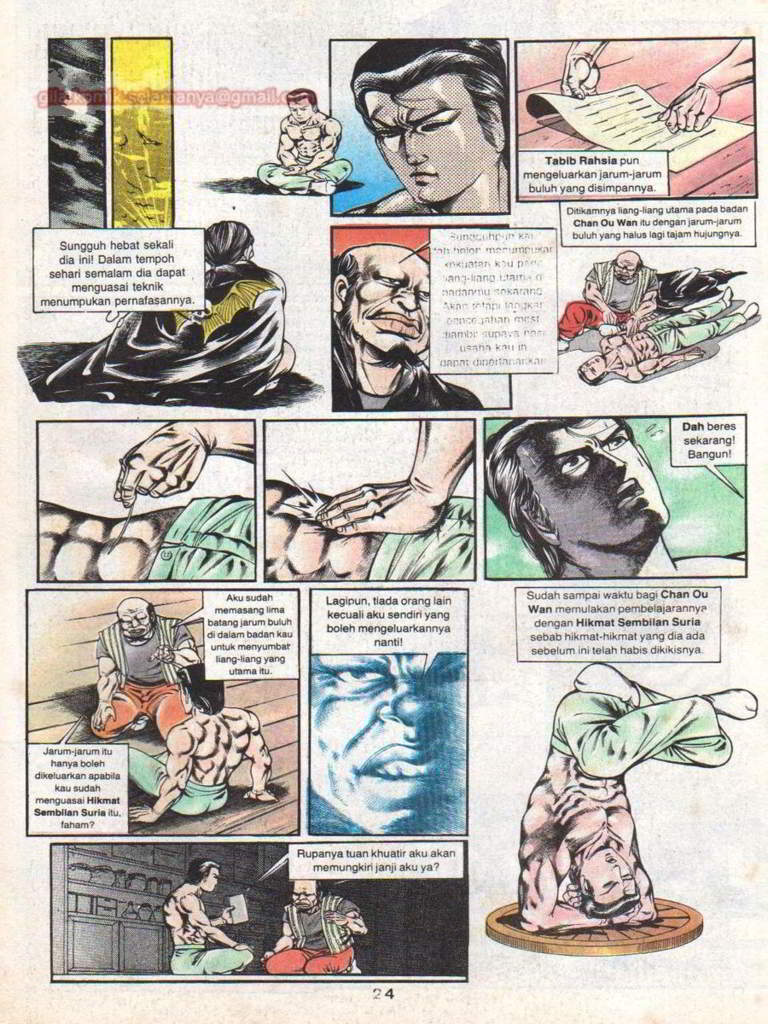 Sungguh hebat sekali
dia ini! Dalam tempoh
sehari semalam dia dapat
menguasai teknik
menumpukan pernafasannya.
Tabib Rahsia pun
mengeluarkan jarum-jarum
buluh yang disimpannya.
Sungguhpun kau
telah menumpukan
kekuatan kau pada
liang-liang utama di
badanmu sekarang.
Akan tetapi langkah
pencegahan mesti
diambil supaya hasil
usaha kau ini
dapat dipertahankan.
Ditikamnya liang-liang utama pada badan
Chan Ou Wan itu dengan jarum-jarum
buluh yang halus lagi tajam hujungnya.
Dah beres
sekarang!
Bangun!
Aku sudah
memasang lima
batang jarum buluh
di dalam badan kau
untuk menyumbat
liang-liang yang
utama itu.
Jarum-jarum itu
hanya boleh
dikeluarkan apabila
kau sudah
menguasai Hikmat
Sembilan Suria itu,
faham?
Lagipun, tiada orang lain
kecuali aku sendiri yang
boleh mengeluarkannya
nanti!
Sudah sampai waktu bagi Chan Ou
Wan memulakan pembelajarannya
dengan Hikmat Sembilan Suria
sebab hikmat-hikmat yang dia ada
sebelum ini telah habis dikikisnya.
Rupanya tuan khuatir aku akan
memungkiri janji aku ya?
24